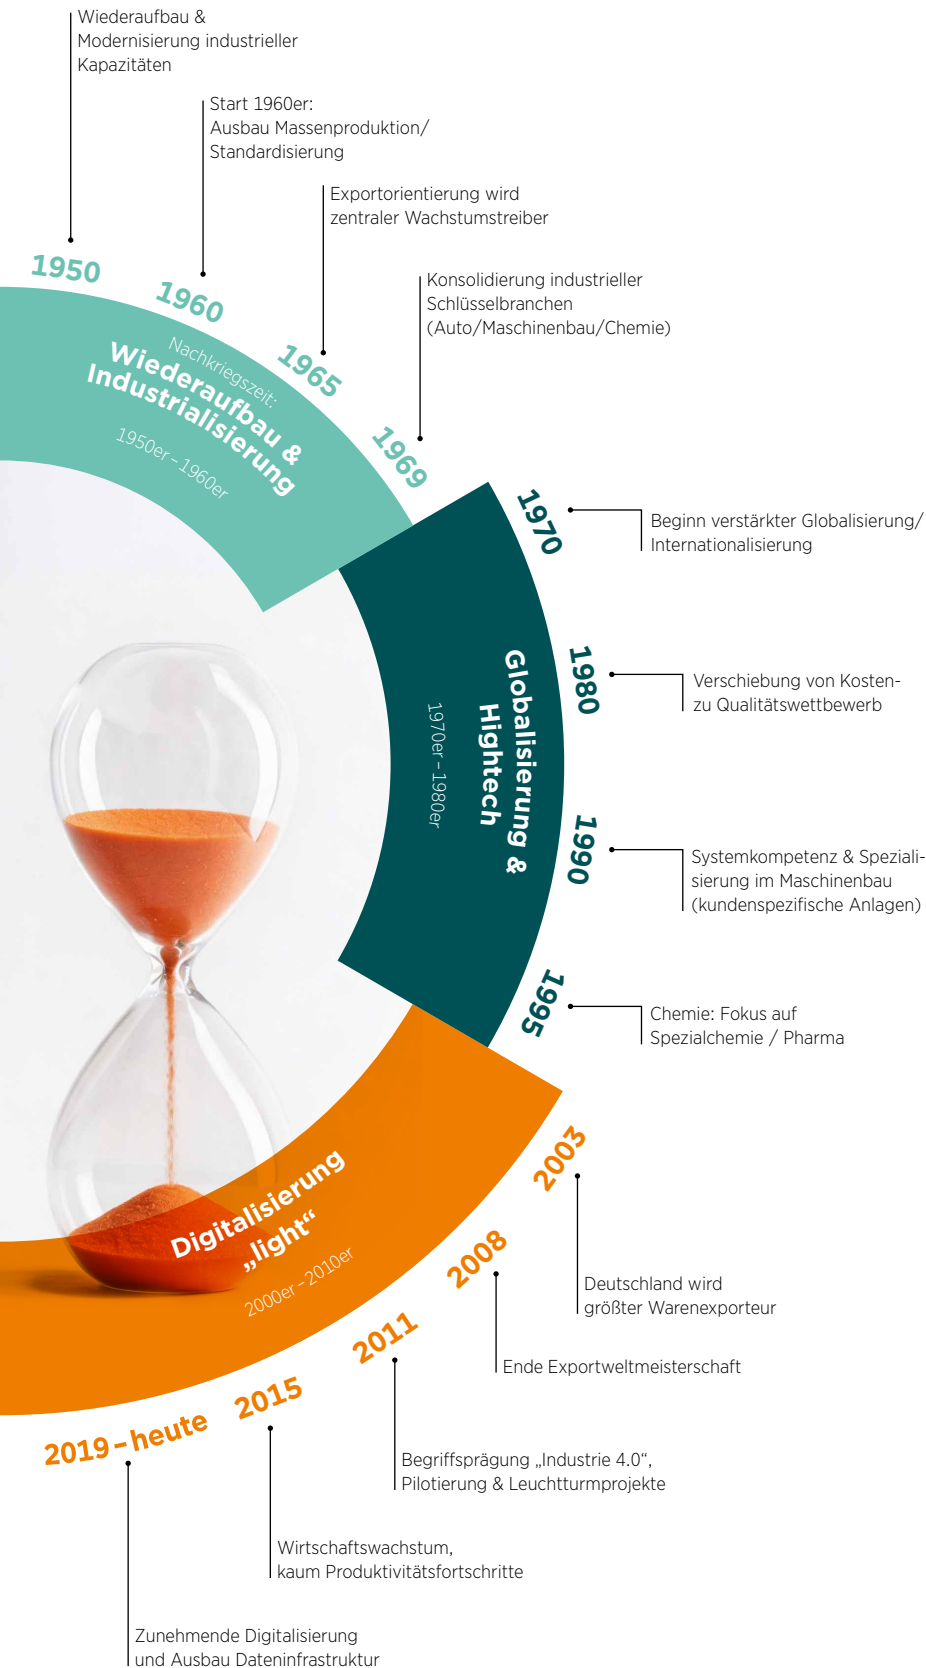 Wiederaufbau &
Modernisierung industrieller
Kapazitäten
1950
Start 1960er:
Ausbau Massenproduktion/
Standardisierung
1960
Exportorientierung wird
zentraler Wachstumstreiber
1965
Konsolidierung industrieller
Schlüsselbranchen
(Auto/Maschinenbau/Chemie)
1969
Nachkriegszeit:
Wiederaufbau &
Industrialisierung
1950er – 1960er
1970
Beginn verstärkter Globalisierung/
Internationalisierung
1980
Verschiebung von Kosten-
zu Qualitätswettbewerb
Globalisierung &
Hightech
1970er – 1980er
1990
Systemkompetenz & Speziali-
sierung im Maschinenbau
(kundenspezifische Anlagen)
1995
Chemie: Fokus auf
Spezialchemie / Pharma
Digitalisierung
„light“
2000er – 2010er
2003
Deutschland wird
größter Warenexporteur
2008
Ende Exportweltmeisterschaft
2011
Begriffsprägung „Industrie 4.0“,
Pilotierung & Leuchtturmprojekte
2015
Wirtschaftswachstum,
kaum Produktivitätsfortschritte
2019 – heute
Zunehmende Digitalisierung
und Ausbau Dateninfrastruktur